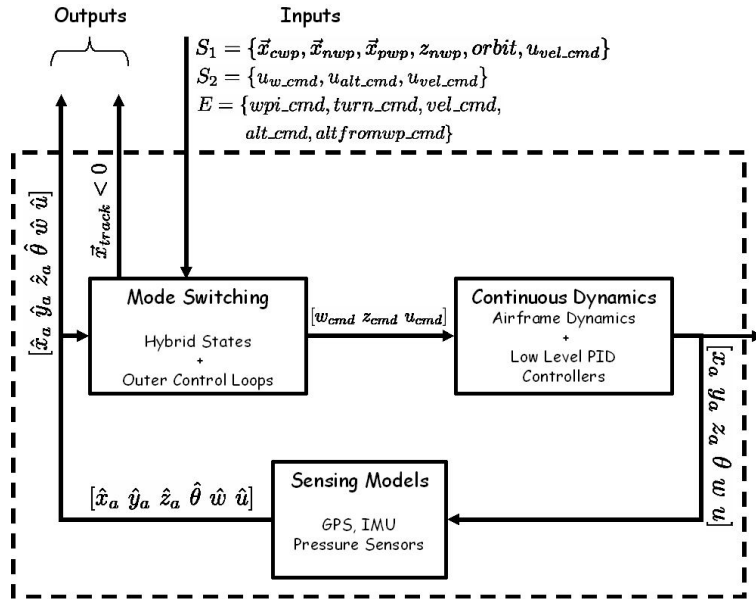 Outputs
Inputs
S₁ = {x⃗_cwp, x⃗_nwp, x⃗_pwp, z_nwp, orbit, u_vel_cmd}
S₂ = {u_w_cmd, u_alt_cmd, u_vel_cmd}
E = {wpi_cmd, turn_cmd, vel_cmd,
alt_cmd, altfromwp_cmd}
[x̂_a ŷ_a ẑ_a θ̂ ŵ û]
x⃗_track < 0
Mode Switching
Hybrid States
+
Outer Control Loops
[w_cmd z_cmd u_cmd]
Continuous Dynamics
Airframe Dynamics
+
Low Level PID
Controllers
[x_a y_a z_a θ w u]
[x̂_a ŷ_a ẑ_a θ̂ ŵ û]
Sensing Models
GPS, IMU
Pressure Sensors